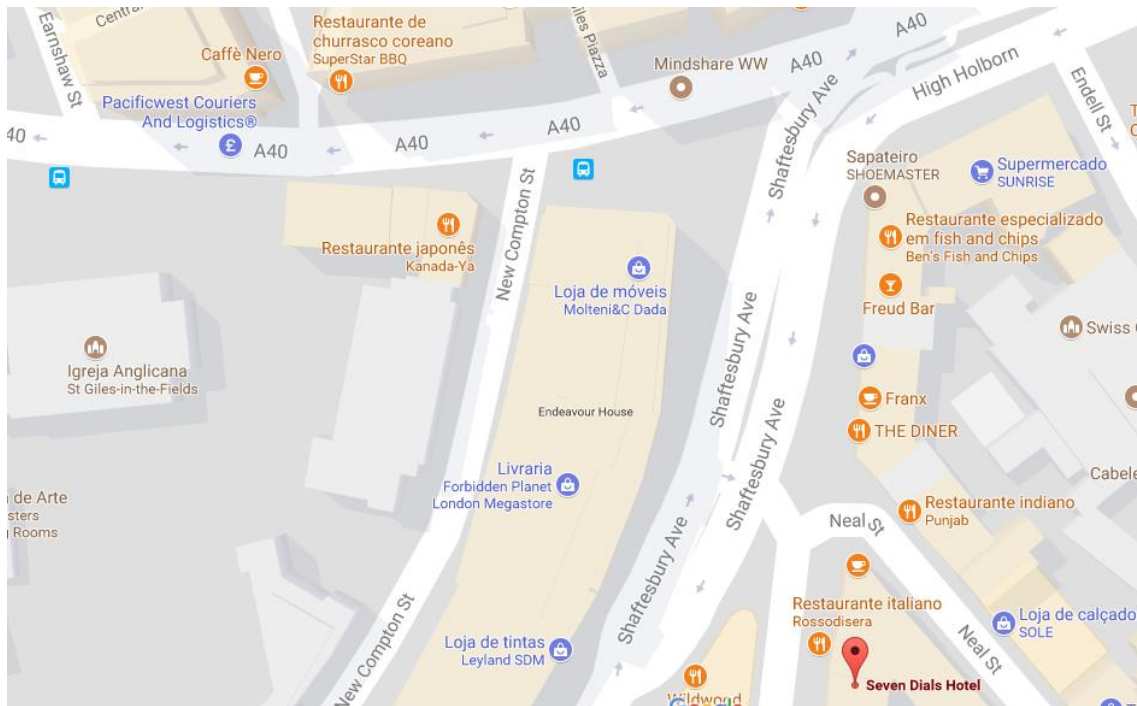 Central
Restaurante de
churrasco coreano
SuperStar BBQ
Earnshaw St
Caffè Nero
Giles Piazza
Mindshare WW
A40
A40
High Holborn
Endell St
Pacificwest Couriers
And Logistics®
40
A40
A40
A40
Shaftesbury Ave
Sapateiro
SHOEMASTER
Supermercado
SUNRISE
New Compton St
Restaurante japonês
Kanada-Ya
Restaurante especializado
em fish and chips
Ben's Fish and Chips
Loja de móveis
Molteni&C Dada
Freud Bar
Swiss
Igreja Anglicana
St Giles-in-the-Fields
Shaftesbury Ave
Shaftesbury Ave
Franx
Endeavour House
THE DINER
Livraria
Forbidden Planet
London Megastore
de Arte
Rooms
Restaurante indiano
Punjab
Neal St
Shaftesbury Ave
Restaurante italiano
Rossodisera
New Compton St
Loja de tintas
Leyland SDM
Loja de calçado
SOLE
Neal St
Wildwood
Google
Seven Dials Hotel